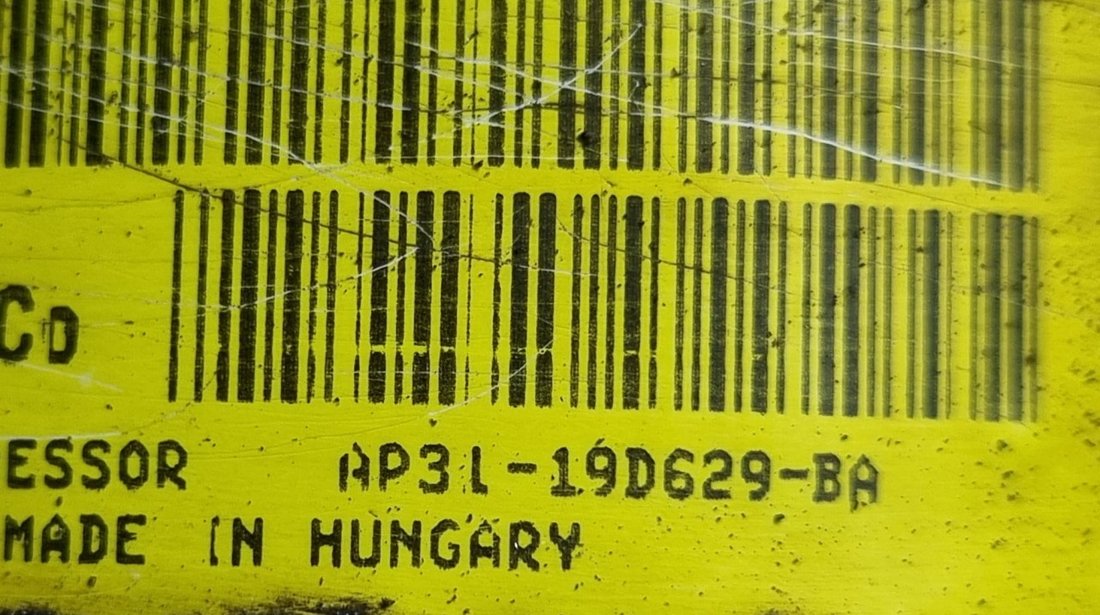 CD
ESSOR AP31-19D629-BA
MADE IN HUNGARY